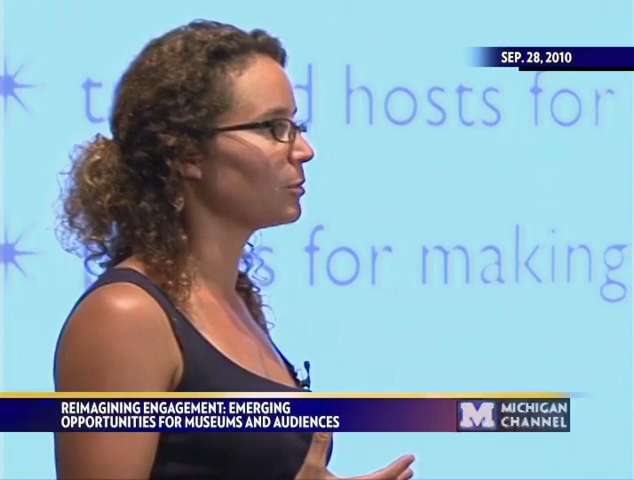 SEP. 28, 2010
hosts for
for making
REIMAGINING ENGAGEMENT: EMERGING
OPPORTUNITIES FOR MUSEUMS AND AUDIENCES
M MICHIGAN
CHANNEL